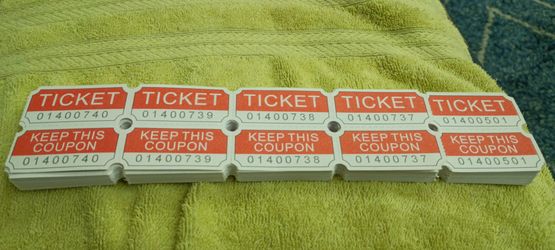 TICKET TICKET TICKET TICKET TICKET
01400740 01400739 01400738 01400737 01400501
KEEP THIS KEEP THIS KEEP THIS KEEP THIS KEEP THIS
COUPON COUPON COUPON COUPON COUPON
01400740 01400739 01400738 01400737 01400501